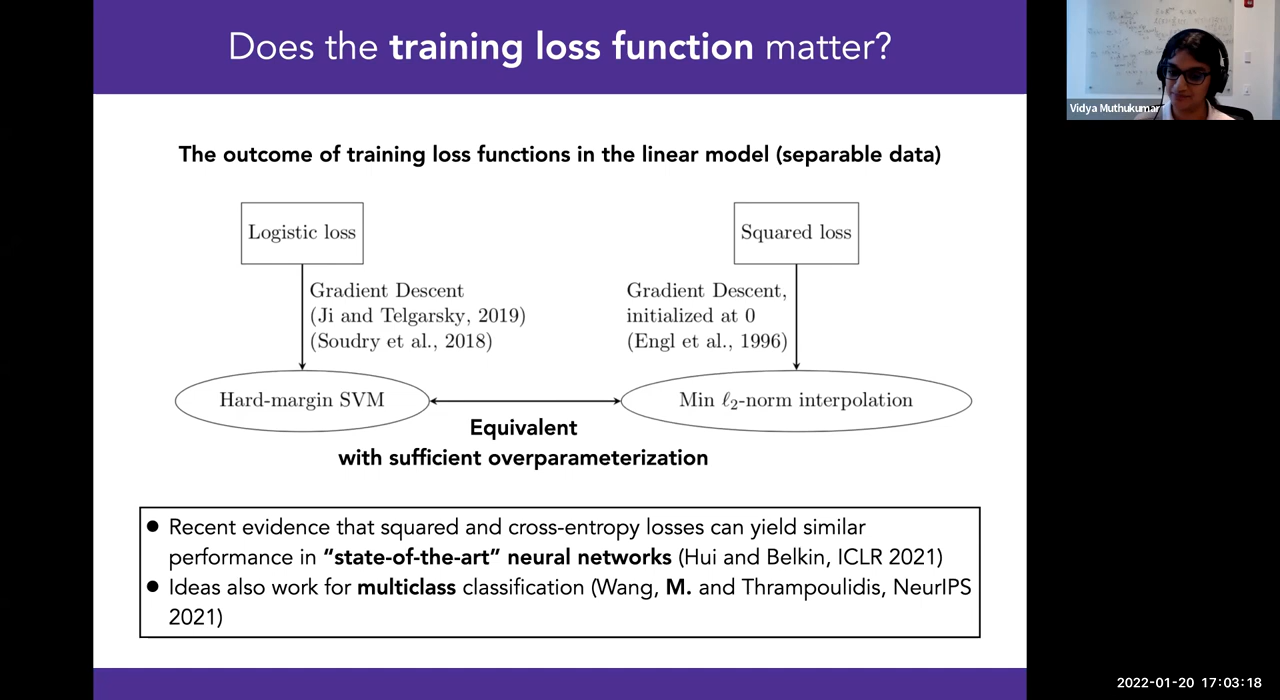 Does the training loss function matter?
Vidya Muthukumar
The outcome of training loss functions in the linear model (separable data)
Logistic loss
Squared loss
Gradient Descent
(Ji and Telgarsky, 2019)
(Soudry et al., 2018)
Gradient Descent,
initialized at 0
(Engl et al., 1996)
Hard-margin SVM
Min ℓ₂-norm interpolation
Equivalent
with sufficient overparameterization
● Recent evidence that squared and cross-entropy losses can yield similar
performance in “state-of-the-art” neural networks (Hui and Belkin, ICLR 2021)
● Ideas also work for multiclass classification (Wang, M. and Thrampoulidis, NeurIPS
2021)
2022-01-20 17:03:18